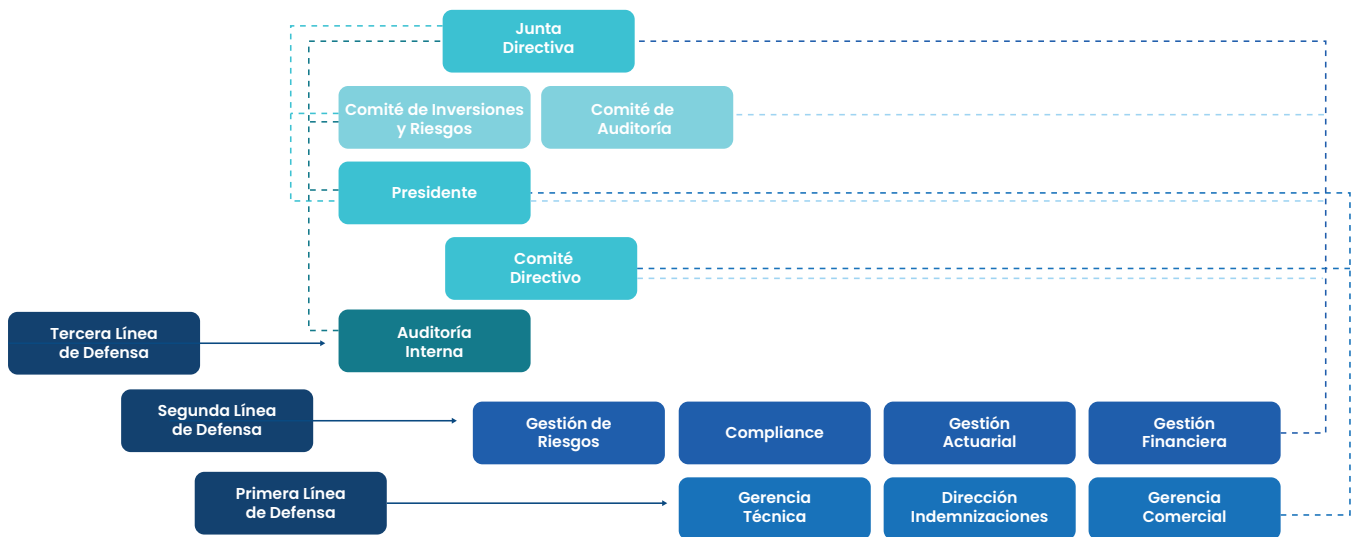 Junta
Directiva
Comité de Inversiones
y Riesgos
Comité de
Auditoría
Presidente
Comité
Directivo
Tercera Línea
de Defensa
Auditoría
Interna
Segunda Línea
de Defensa
Gestión de
Riesgos
Compliance
Gestión
Actuarial
Gestión
Financiera
Primera Línea
de Defensa
Gerencia
Técnica
Dirección
Indemnizaciones
Gerencia
Comercial